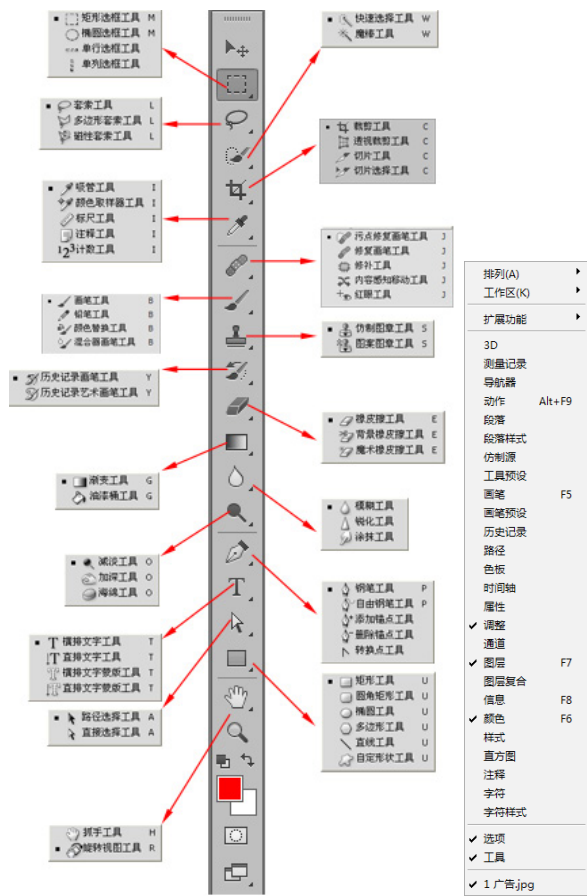 矩形选框工具 M
椭圆选框工具 M
单行选框工具
单列选框工具
套索工具 L
多边形套索工具 L
磁性套索工具 L
吸管工具 I
颜色取样器工具 I
标尺工具 I
注释工具 I
123 计数工具 I
画笔工具 B
铅笔工具 B
颜色替换工具 B
混合器画笔工具 B
历史记录画笔工具 Y
历史记录艺术画笔工具 Y
渐变工具 G
油漆桶工具 G
减淡工具 O
加深工具 O
海绵工具 O
T 横排文字工具 T
T 直排文字工具 T
横排文字蒙版工具 T
直排文字蒙版工具 T
路径选择工具 A
直接选择工具 A
抓手工具 H
旋转视图工具 R
T
快速选择工具 W
魔棒工具 W
裁剪工具 C
透视裁剪工具 C
切片工具 C
切片选择工具 C
污点修复画笔工具 J
修复画笔工具 J
修补工具 J
内容感知移动工具 J
红眼工具 J
仿制图章工具 S
图案图章工具 S
橡皮擦工具 E
背景橡皮擦工具 E
魔术橡皮擦工具 E
模糊工具
锐化工具
涂抹工具
钢笔工具 P
自由钢笔工具 P
添加锚点工具
删除锚点工具
转换点工具
矩形工具 U
圆角矩形工具 U
椭圆工具 U
多边形工具 U
直线工具 U
自定形状工具 U
排列(A)
工作区(K)
扩展功能
3D
测量记录
导航器
动作 Alt+F9
段落
段落样式
仿制源
工具预设
画笔 F5
画笔预设
历史记录
路径
色板
时间轴
属性
调整
通道
图层 F7
图层复合
信息 F8
颜色 F6
样式
直方图
注释
字符
字符样式
选项
工具
1 广告.jpg